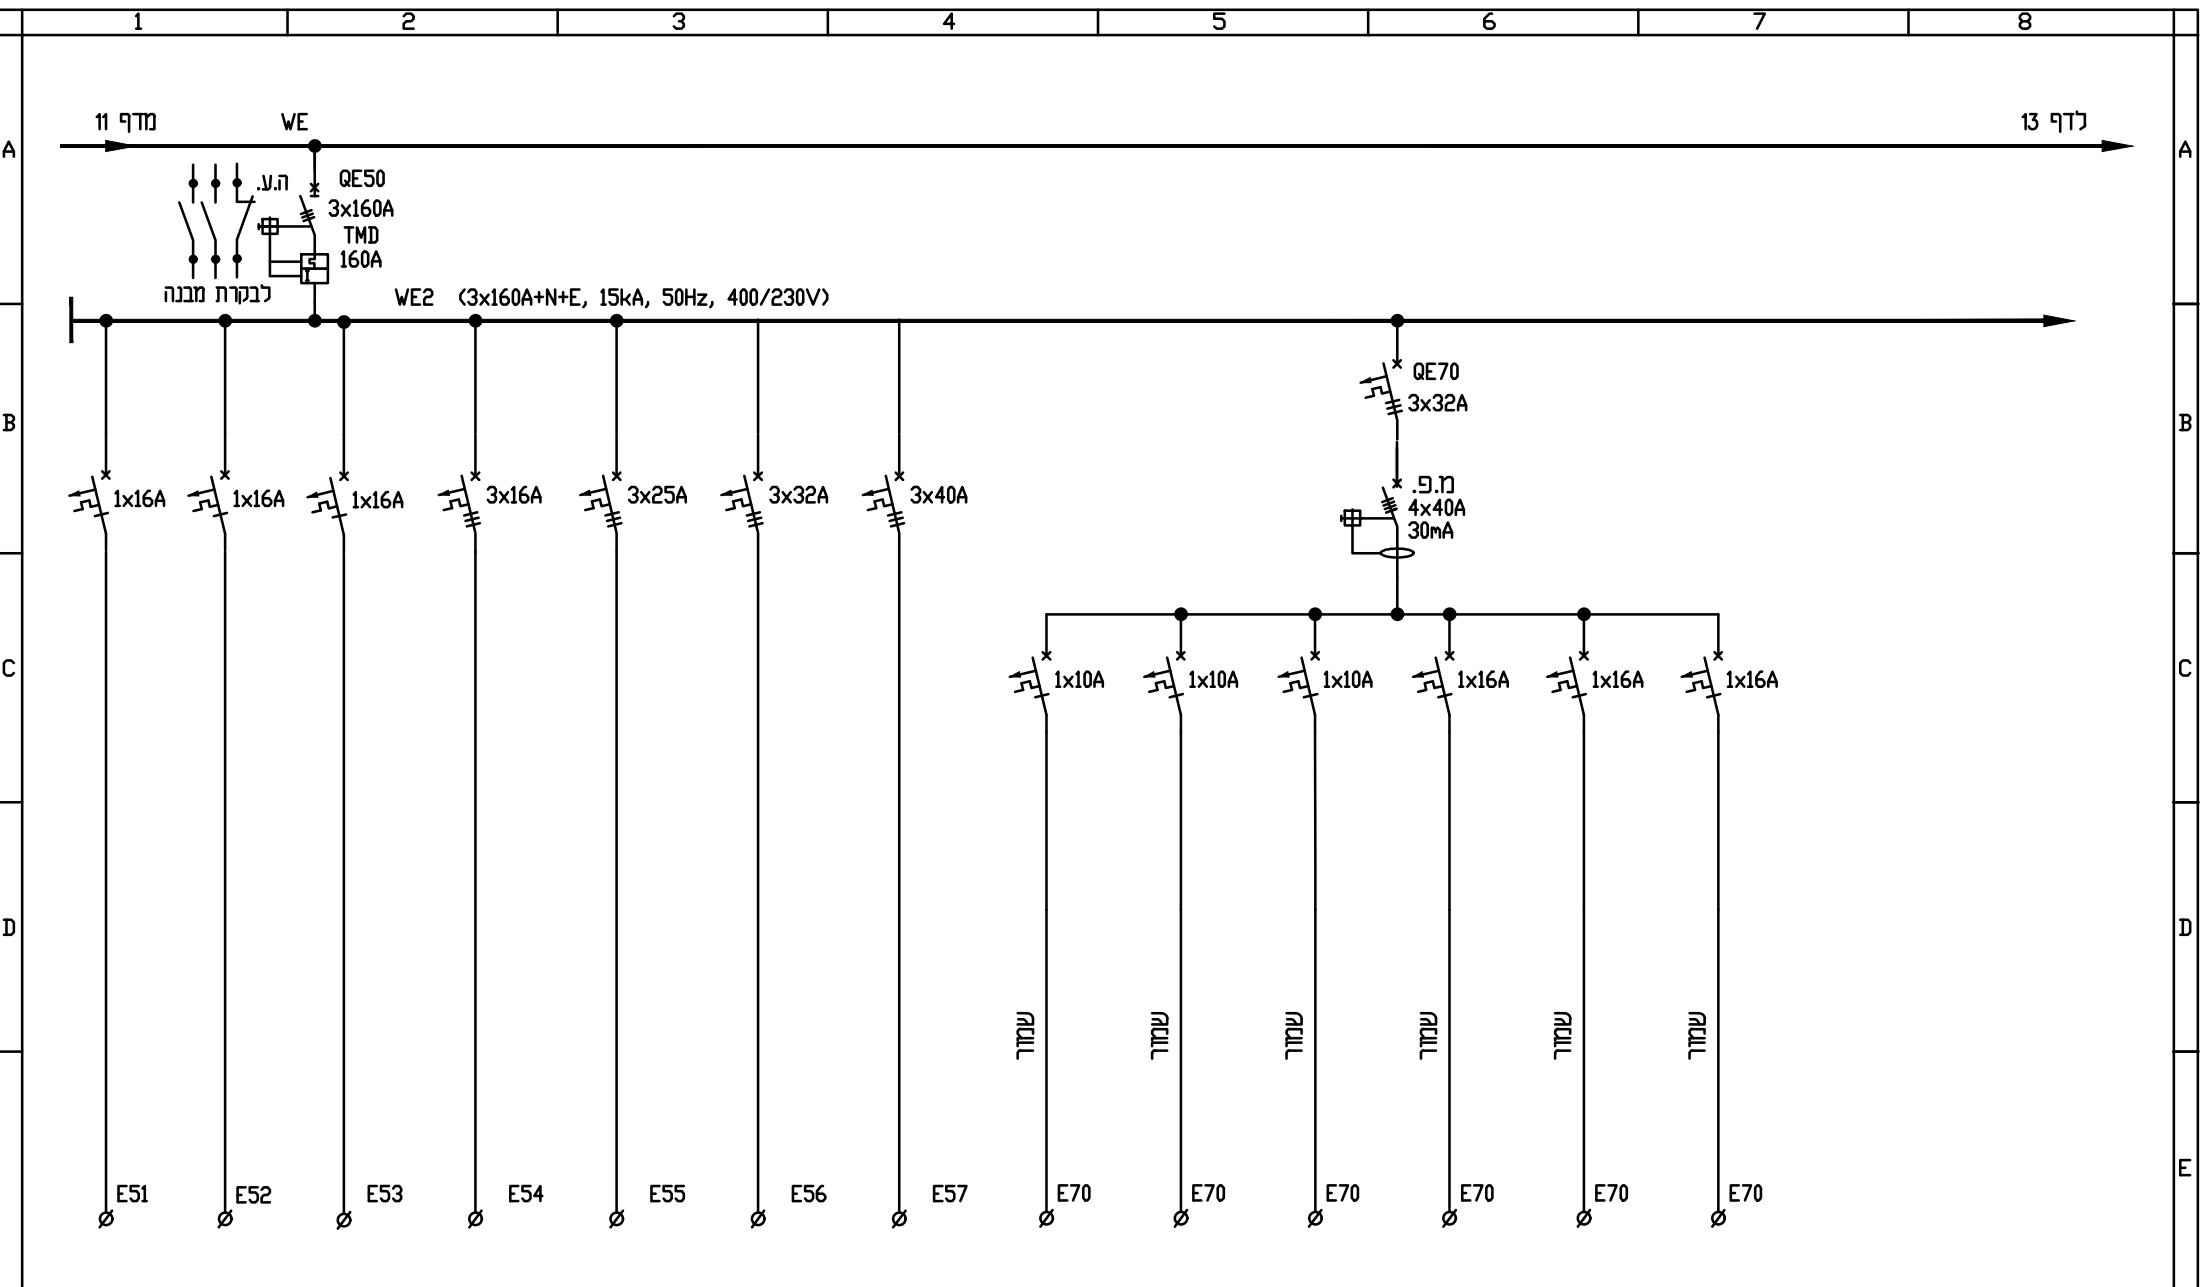 1 2 3 4 5 6 7 8
מדף 11
WE
לדף 13
A
A
ה.ע.
QE50
3x160A
TMD
160A
לבקרת מבנה
WE2 (3x160A+N+E, 15kA, 50Hz, 400/230V)
QE70
3x32A
B
B
1x16A
1x16A
1x16A
3x16A
3x25A
3x32A
3x40A
מ.פ.
4x40A
30mA
C
C
1x10A
1x10A
1x10A
1x16A
1x16A
1x16A
D
D
שמור
שמור
שמור
שמור
שמור
שמור
E
E51
E52
E53
E54
E55
E56
E57
E70
E70
E70
E70
E70
E70